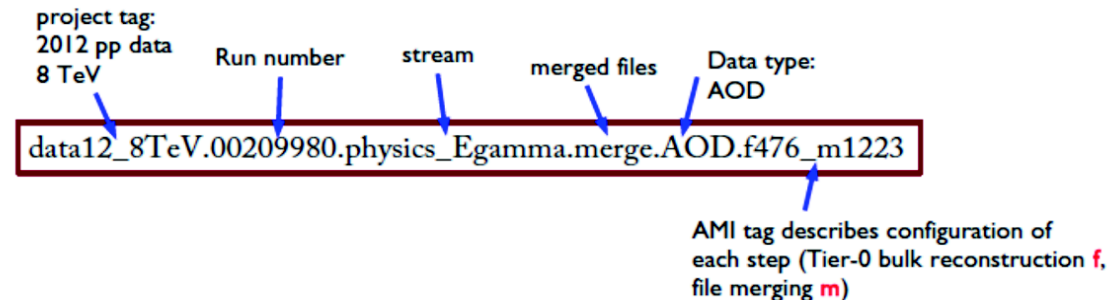 project tag:
2012 pp data
8 TeV
Run number
stream
merged files
Data type:
AOD
data12_8TeV.00209980.physics_Egamma.merge.AOD.f476_m1223
AMI tag describes configuration of
each step (Tier-0 bulk reconstruction f,
file merging m)